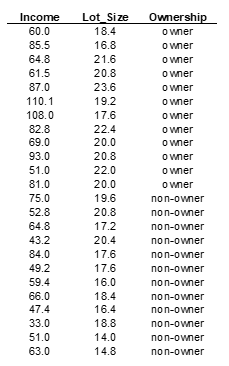 Income Lot_Size Ownership
60.0 18.4 owner
85.5 16.8 owner
64.8 21.6 owner
61.5 20.8 owner
87.0 23.6 owner
110.1 19.2 owner
108.0 17.6 owner
82.8 22.4 owner
69.0 20.0 owner
93.0 20.8 owner
51.0 22.0 owner
81.0 20.0 owner
75.0 19.6 non-owner
52.8 20.8 non-owner
64.8 17.2 non-owner
43.2 20.4 non-owner
84.0 17.6 non-owner
49.2 17.6 non-owner
59.4 16.0 non-owner
66.0 18.4 non-owner
47.4 16.4 non-owner
33.0 18.8 non-owner
51.0 14.0 non-owner
63.0 14.8 non-owner